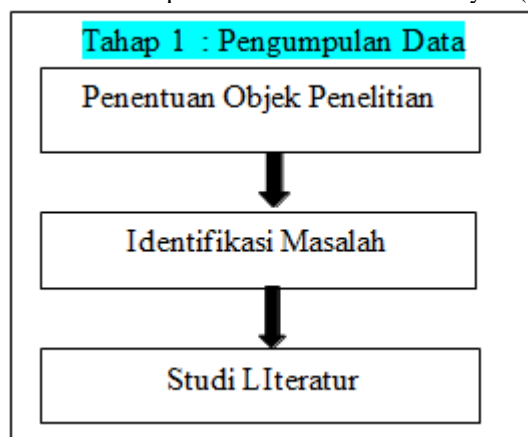 Tahap 1 : Pengumpulan Data
Penentuan Objek Penelitian
Identifikasi Masalah
Studi LIteratur